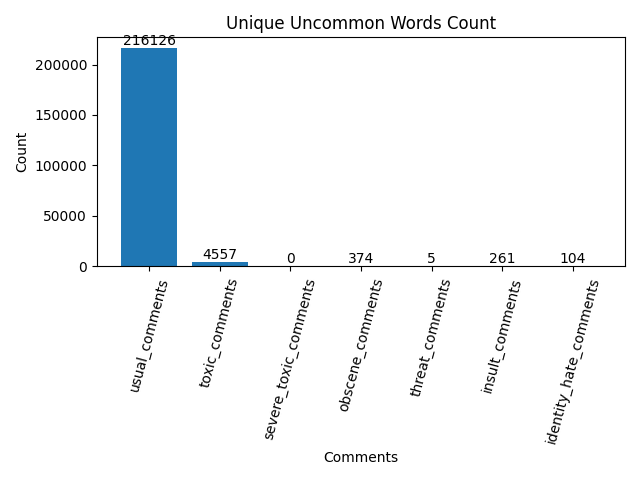 Unique Uncommon Words Count
216126
200000
150000
100000
50000
0
Count
4557
0
374
5
261
104
usual_comments
toxic_comments
severe_toxic_comments
obscene_comments
threat_comments
insult_comments
identity_hate_comments
Comments